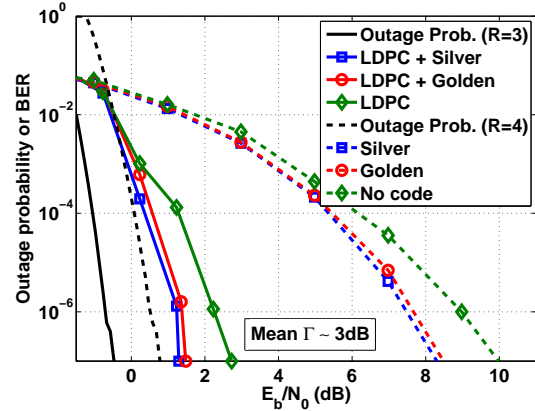 Outage probability or BER
10^0
10^-2
10^-4
10^-6
Outage Prob. (R=3)
LDPC + Silver
LDPC + Golden
LDPC
Outage Prob. (R=4)
Silver
Golden
No code
Mean Γ ~ 3dB
0 2 4 6 8 10
E_b/N_0 (dB)